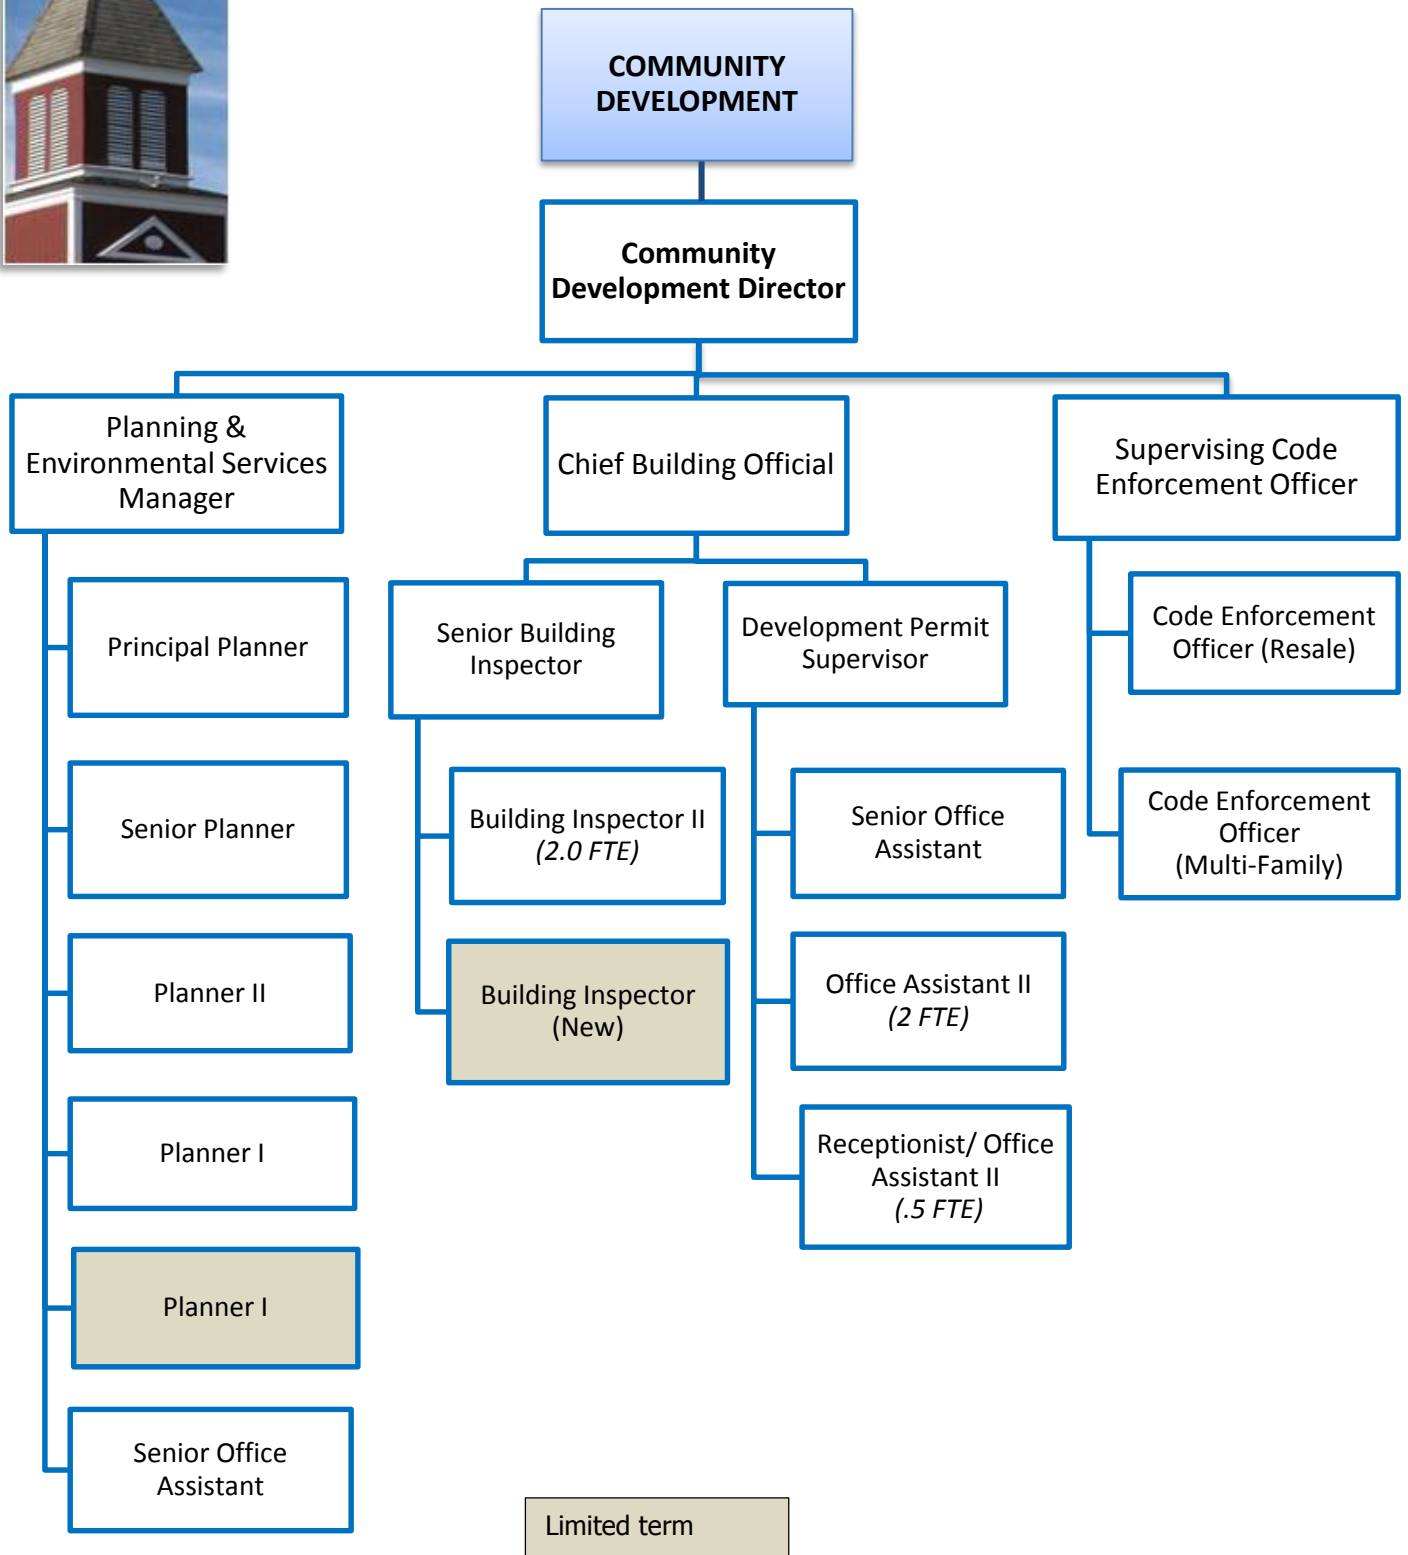 COMMUNITY
DEVELOPMENT
Community
Development Director
Planning &
Environmental Services
Manager
Chief Building Official
Supervising Code
Enforcement Officer
Principal Planner
Senior Planner
Planner II
Planner I
Planner I
Senior Office
Assistant
Senior Building
Inspector
Building Inspector II
(2.0 FTE)
Building Inspector
(New)
Development Permit
Supervisor
Senior Office
Assistant
Office Assistant II
(2 FTE)
Receptionist/ Office
Assistant II
(.5 FTE)
Code Enforcement
Officer (Resale)
Code Enforcement
Officer
(Multi-Family)
Limited term